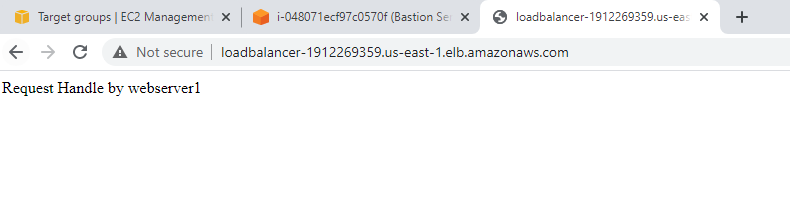 Target groups | EC2 Management
i-048071ecf97c0570f (Bastion Se
loadbalancer-1912269359.us-eas
Not secure
loadbalancer-1912269359.us-east-1.elb.amazonaws.com
Request Handle by webserver1